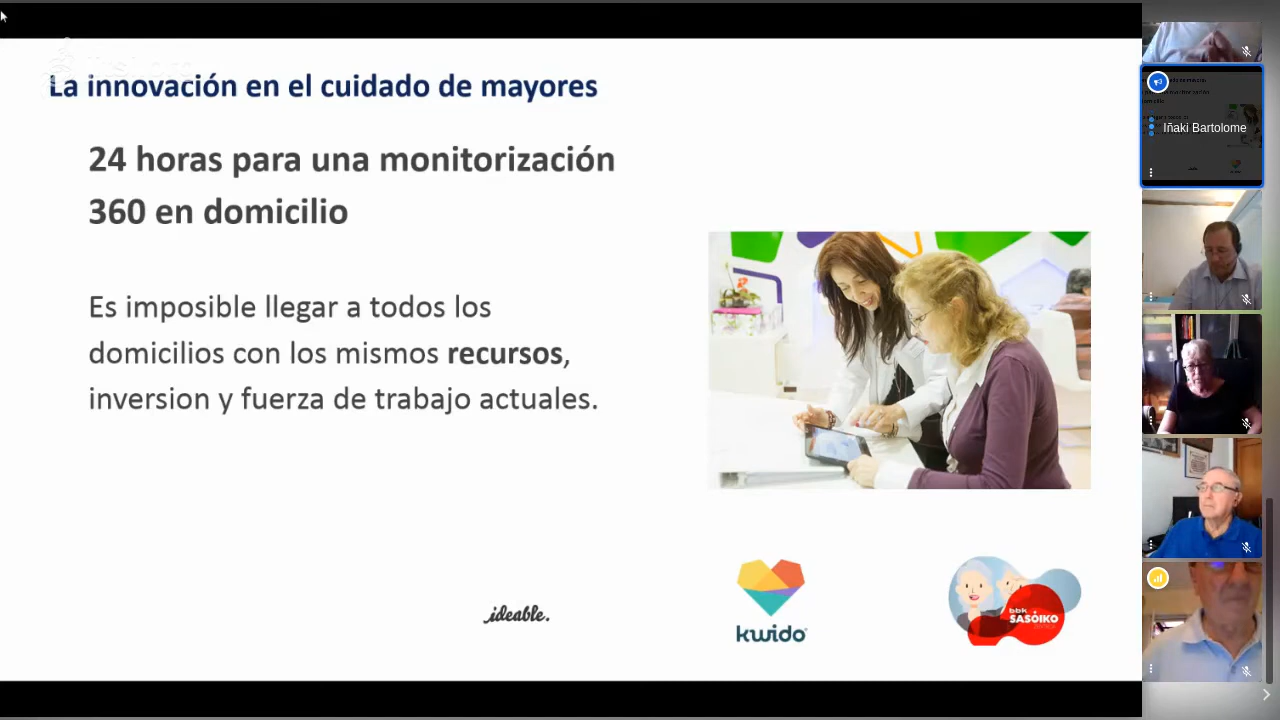 La innovación en el cuidado de mayores
24 horas para una monitorización
360 en domicilio
Es imposible llegar a todos los
domicilios con los mismos recursos,
inversion y fuerza de trabajo actuales.
ideable.
kwido
bbk
SASOIKO
Iñaki Bartolome